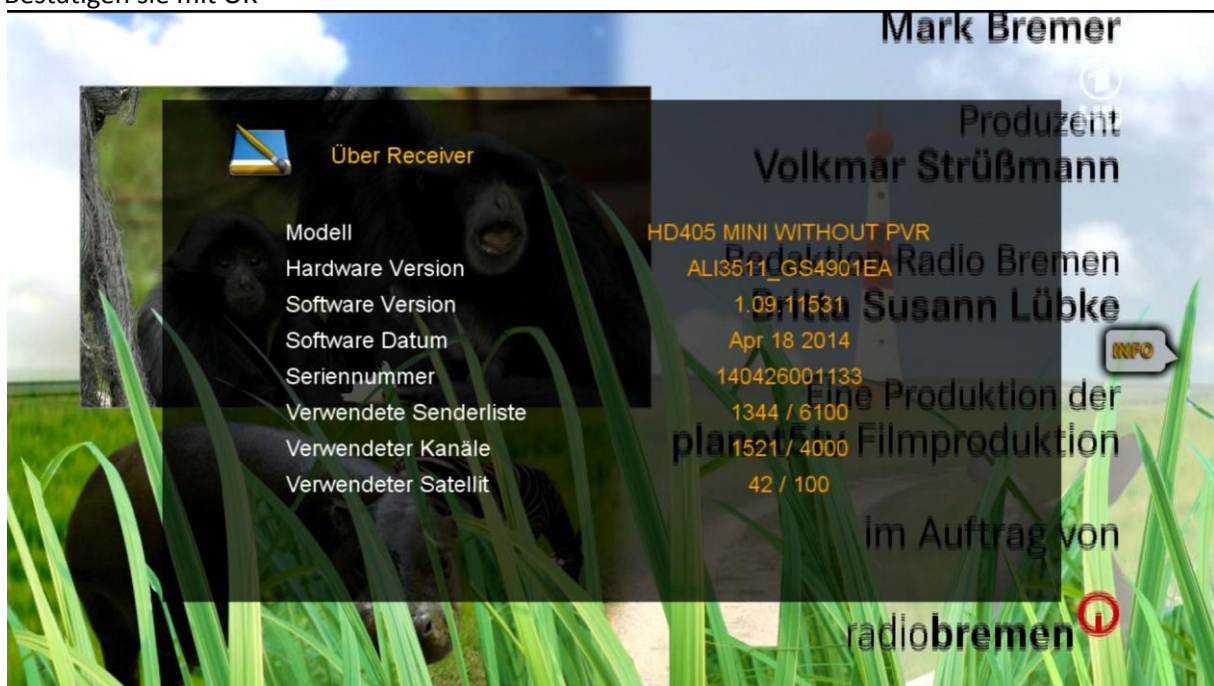 Bestätigen sie mit OK
Mark Bremer
Produzent
Volkmar Strüßmann
Redaktion Radio Bremen
Britta Susann Lübke
Eine Produktion der
Filmproduktion
im Auftrag von
radiobremen
INFO
Über Receiver
Modell HD405 MINI WITHOUT PVR
Hardware Version ALI3511_GS4901EA
Software Version 1.09.11531
Software Datum Apr 18 2014
Seriennummer 140426001133
Verwendete Senderliste 1344 / 6100
Verwendeter Kanäle 1521 / 4000
Verwendeter Satellit 42 / 100